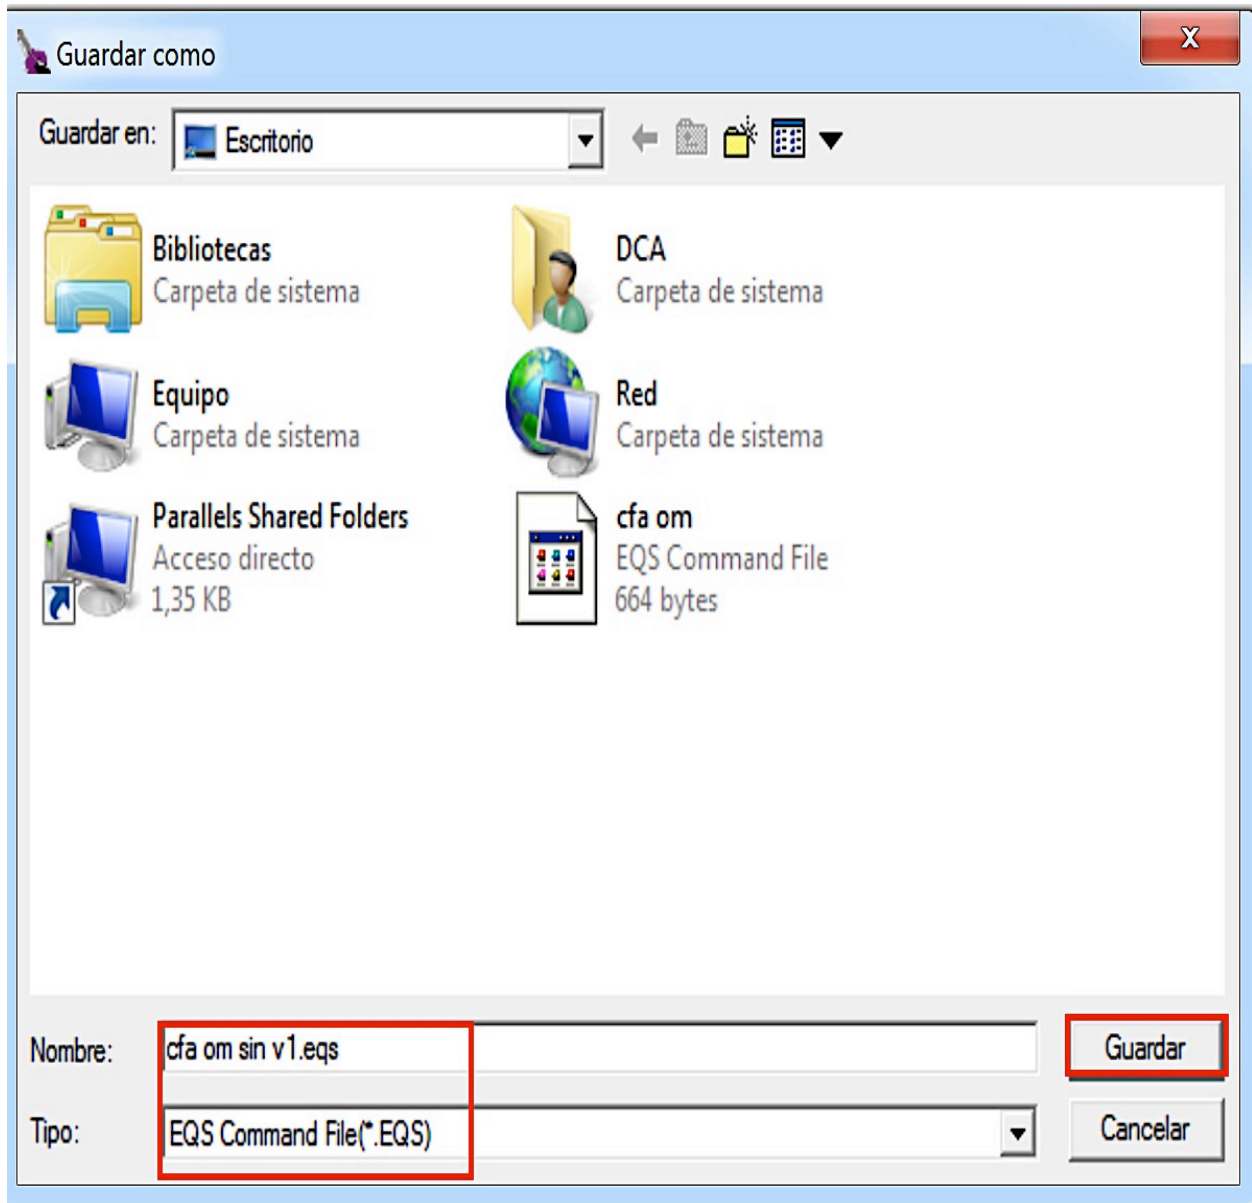 Guardar como
X
Guardar en:
Escritorio
Bibliotecas
Carpeta de sistema
DCA
Carpeta de sistema
Equipo
Carpeta de sistema
Red
Carpeta de sistema
Parallels Shared Folders
Acceso directo
1,35 KB
cfa om
EQS Command File
664 bytes
Nombre:
cfa om sin v1.eqs
Guardar
Tipo:
EQS Command File(*.EQS)
Cancelar